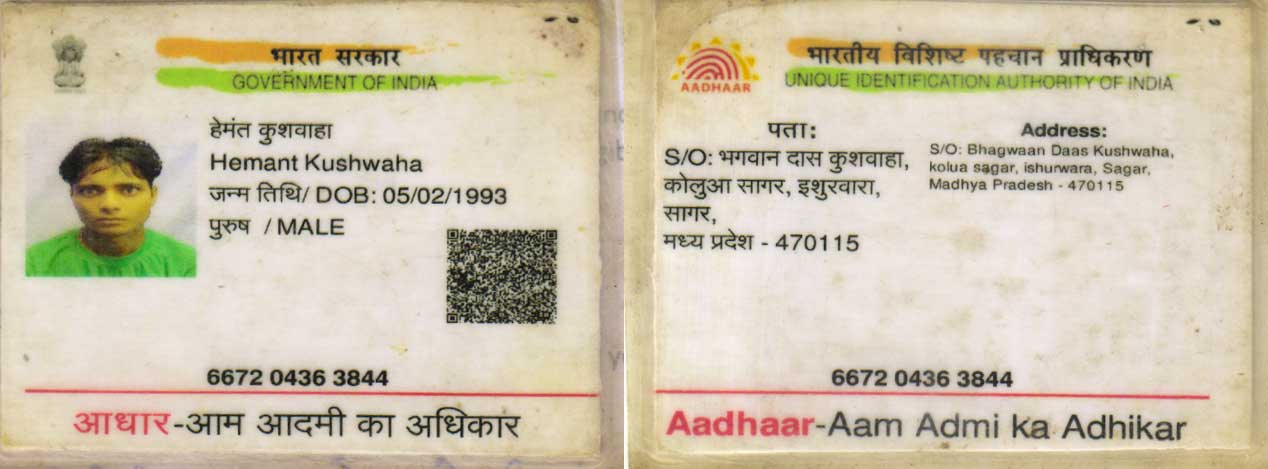 भारत सरकार
GOVERNMENT OF INDIA
हेमंत कुशवाहा
Hemant Kushwaha
जन्म तिथि/ DOB: 05/02/1993
पुरुष / MALE
6672 0436 3844
आधार-आम आदमी का अधिकार
भारतीय विशिष्ट पहचान प्राधिकरण
UNIQUE IDENTIFICATION AUTHORITY OF INDIA
AADHAAR
पता:
S/O: भगवान दास कुशवाहा,
कोलुआ सागर, इशुरवारा,
सागर,
मध्य प्रदेश - 470115
Address:
S/O: Bhagwaan Daas Kushwaha,
kolua sagar, ishurwara, Sagar,
Madhya Pradesh - 470115
6672 0436 3844
Aadhaar-Aam Admi ka Adhikar